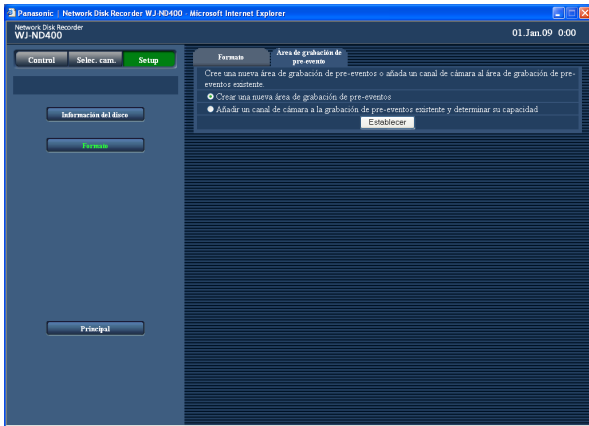 Panasonic | Network Disk Recorder WJ-ND400 - Microsoft Internet Explorer
Network Disk Recorder
WJ-ND400
01.Jan.09 0:00
Control Selec. cam. Setup
Formato
Área de grabación de
pre-evento
Cree una nueva área de grabación de pre-eventos o añada un canal de cámara al área de grabación de pre-
eventos existente.
Crear una nueva área de grabación de pre-eventos
Añadir un canal de cámara a la grabación de pre-eventos existente y determinar su capacidad
Establecer
Información del disco
Formato
Principal